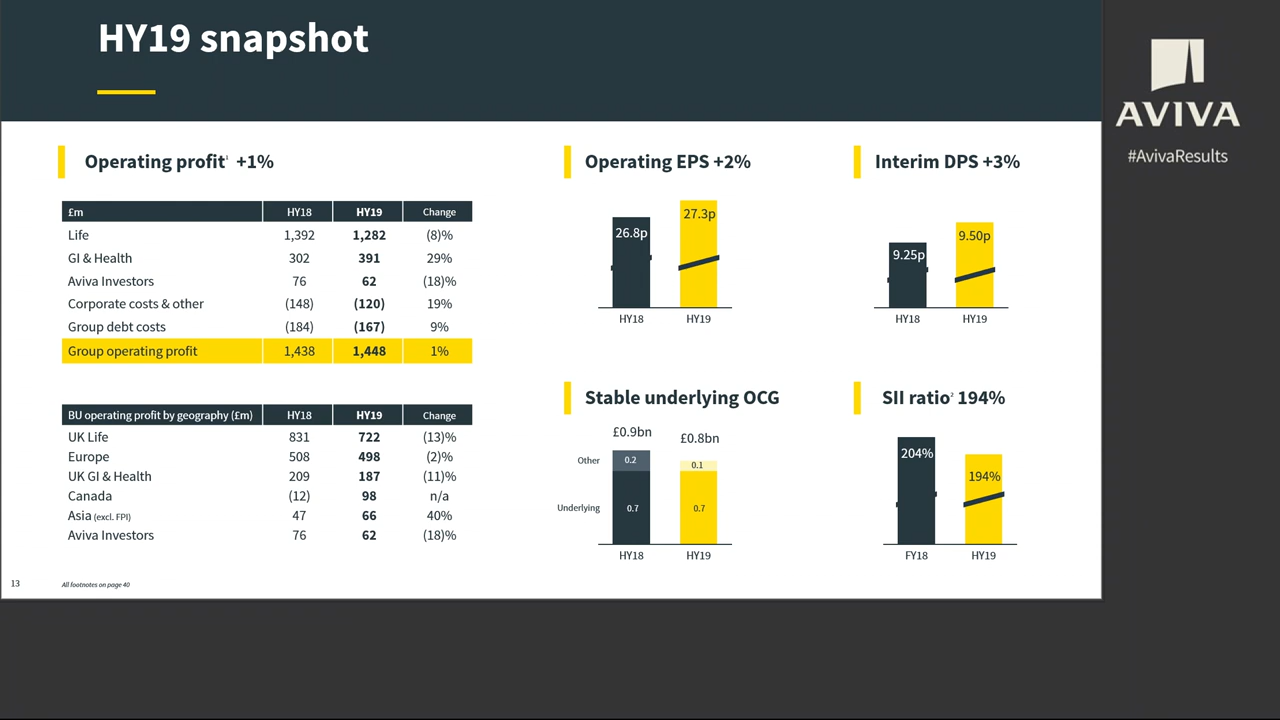 HY19 snapshot
AVIVA
#AvivaResults
Operating profit¹ +1%
£m HY18 HY19 Change
Life 1,392 1,282 (8)%
GI & Health 302 391 29%
Aviva Investors 76 62 (18)%
Corporate costs & other (148) (120) 19%
Group debt costs (184) (167) 9%
Group operating profit 1,438 1,448 1%
BU operating profit by geography (£m) HY18 HY19 Change
UK Life 831 722 (13)%
Europe 508 498 (2)%
UK GI & Health 209 187 (11)%
Canada (12) 98 n/a
Asia (excl. FPI) 47 66 40%
Aviva Investors 76 62 (18)%
Operating EPS +2%
26.8p 27.3p
HY18 HY19
Interim DPS +3%
9.25p 9.50p
HY18 HY19
Stable underlying OCG
£0.9bn £0.8bn
Other 0.2 0.1
Underlying 0.7 0.7
HY18 HY19
SII ratio² 194%
204% 194%
FY18 HY19
13 All footnotes on page 40